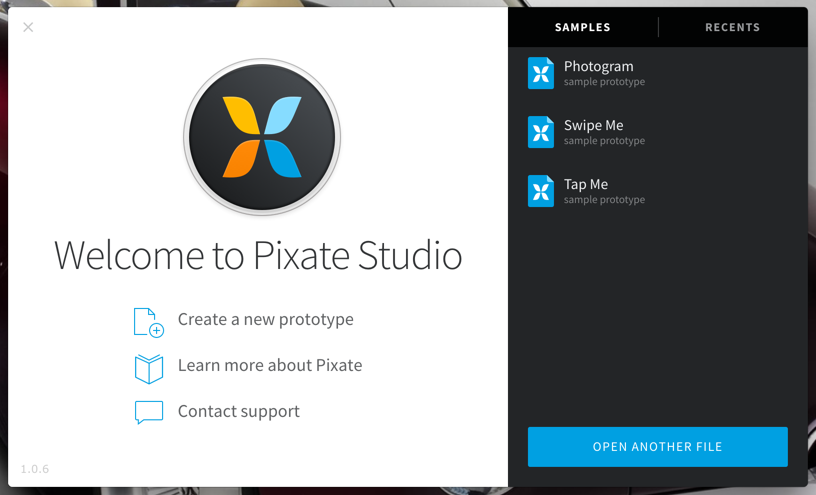 SAMPLES
RECENTS
Photogram
sample prototype
Swipe Me
sample prototype
Tap Me
sample prototype
Welcome to Pixate Studio
Create a new prototype
Learn more about Pixate
Contact support
OPEN ANOTHER FILE
1.0.6